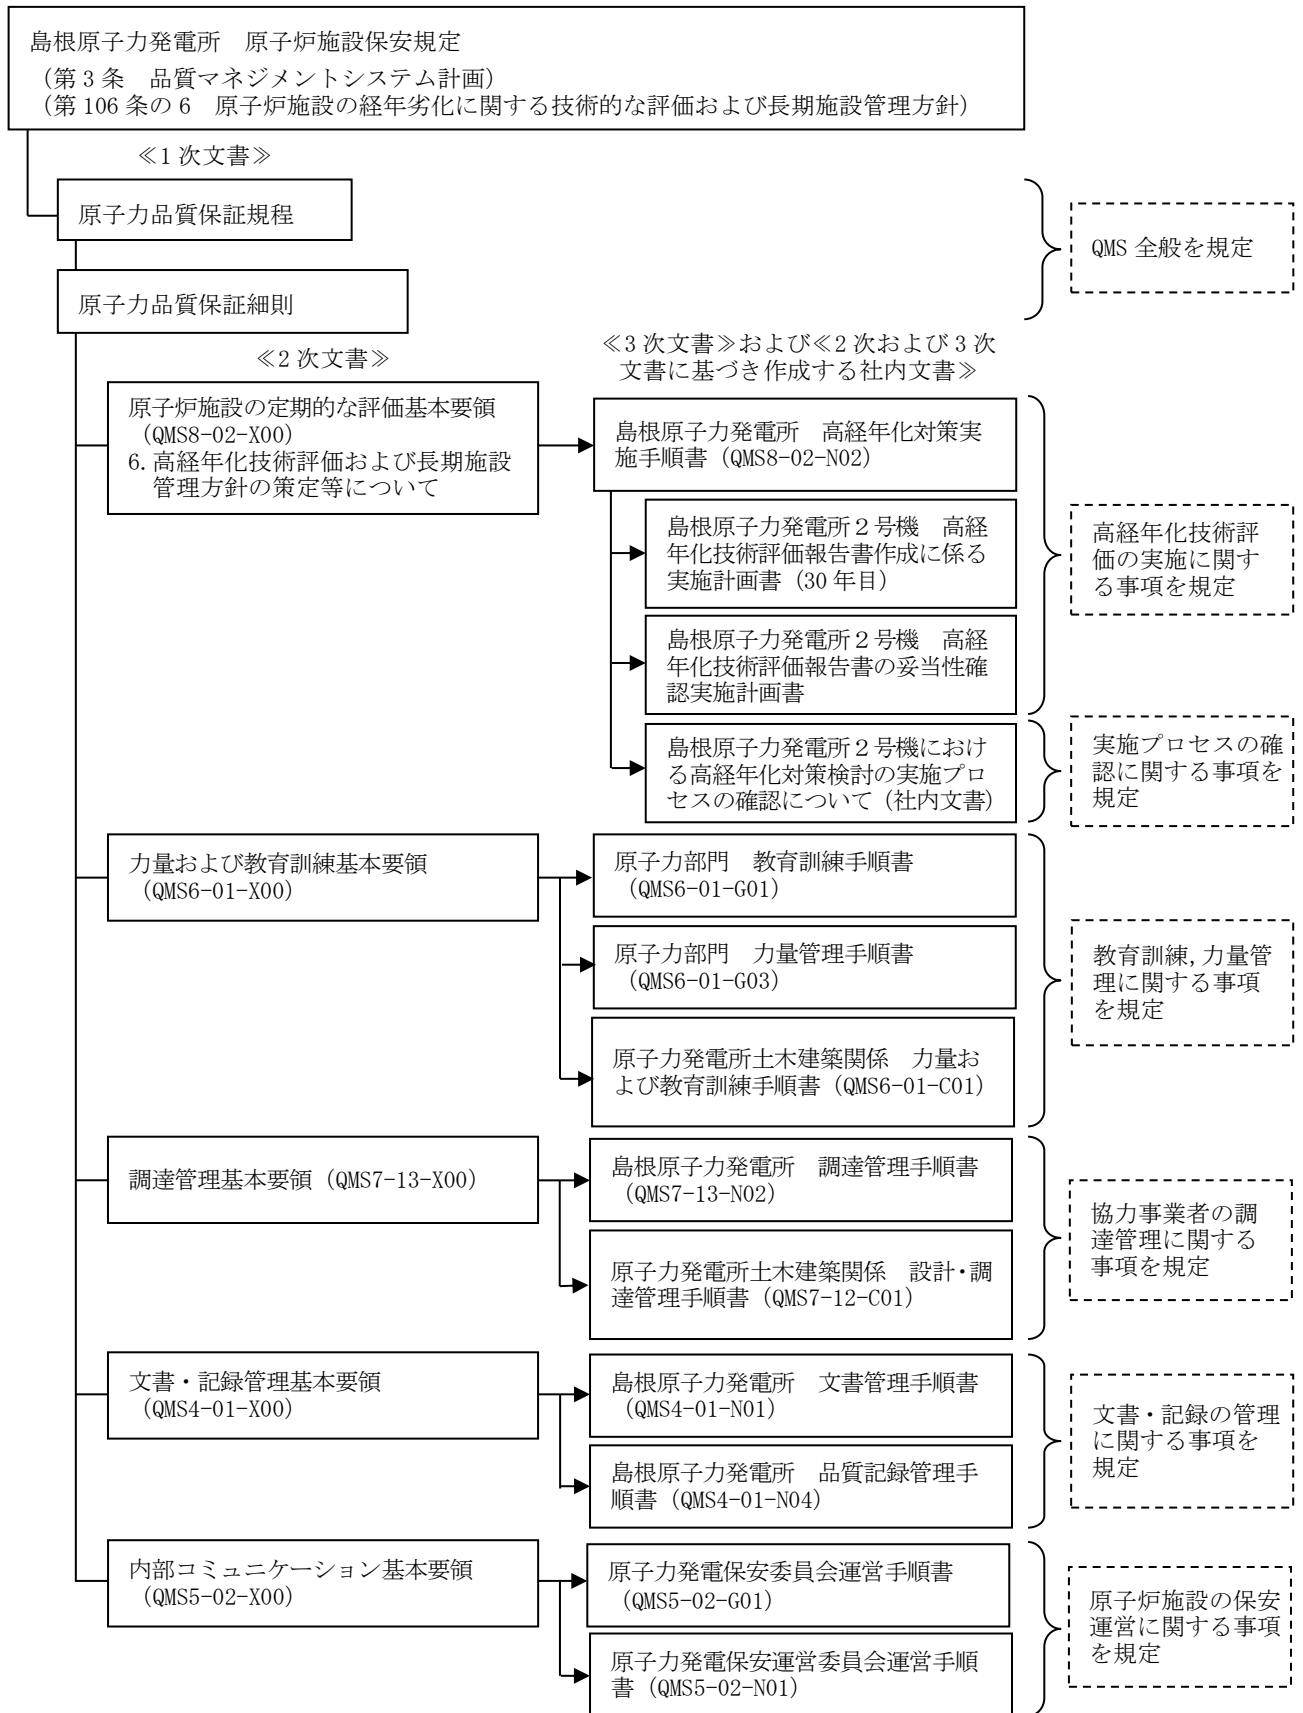 島根原子力発電所　原子炉施設保安規定
（第3条　品質マネジメントシステム計画）
（第106条の6　原子炉施設の経年劣化に関する技術的な評価および長期施設管理方針）
≪1次文書≫
原子力品質保証規程
QMS全般を規定
原子力品質保証細則
≪2次文書≫
≪3次文書≫および≪2次および3次
文書に基づき作成する社内文書≫
原子炉施設の定期的な評価基本要領
（QMS8-02-X00）
6.高経年化技術評価および長期施設
管理方針の策定等について
島根原子力発電所　高経年化対策実
施手順書（QMS8-02-N02）
島根原子力発電所２号機　高経
年化技術評価報告書作成に係る
実施計画書（30年目）
島根原子力発電所２号機　高経
年化技術評価報告書の妥当性確
認実施計画書
高経年化技術評
価の実施に関す
る事項を規定
島根原子力発電所２号機におけ
る高経年化対策検討の実施プロ
セスの確認について（社内文書）
実施プロセスの確
認に関する事項を
規定
力量および教育訓練基本要領
（QMS6-01-X00）
原子力部門　教育訓練手順書
（QMS6-01-G01）
原子力部門　力量管理手順書
（QMS6-01-G03）
原子力発電所土木建築関係　力量お
よび教育訓練手順書（QMS6-01-C01）
教育訓練,力量管
理に関する事項
を規定
調達管理基本要領（QMS7-13-X00）
島根原子力発電所　調達管理手順書
（QMS7-13-N02）
原子力発電所土木建築関係　設計・調
達管理手順書（QMS7-12-C01）
協力事業者の調
達管理に関する
事項を規定
文書・記録管理基本要領
（QMS4-01-X00）
島根原子力発電所　文書管理手順書
（QMS4-01-N01）
島根原子力発電所　品質記録管理手
順書（QMS4-01-N04）
文書・記録の管理
に関する事項を
規定
内部コミュニケーション基本要領
（QMS5-02-X00）
原子力発電保安委員会運営手順書
（QMS5-02-G01）
原子力発電保安運営委員会運営手順
書（QMS5-02-N01）
原子炉施設の保安
運営に関する事項
を規定